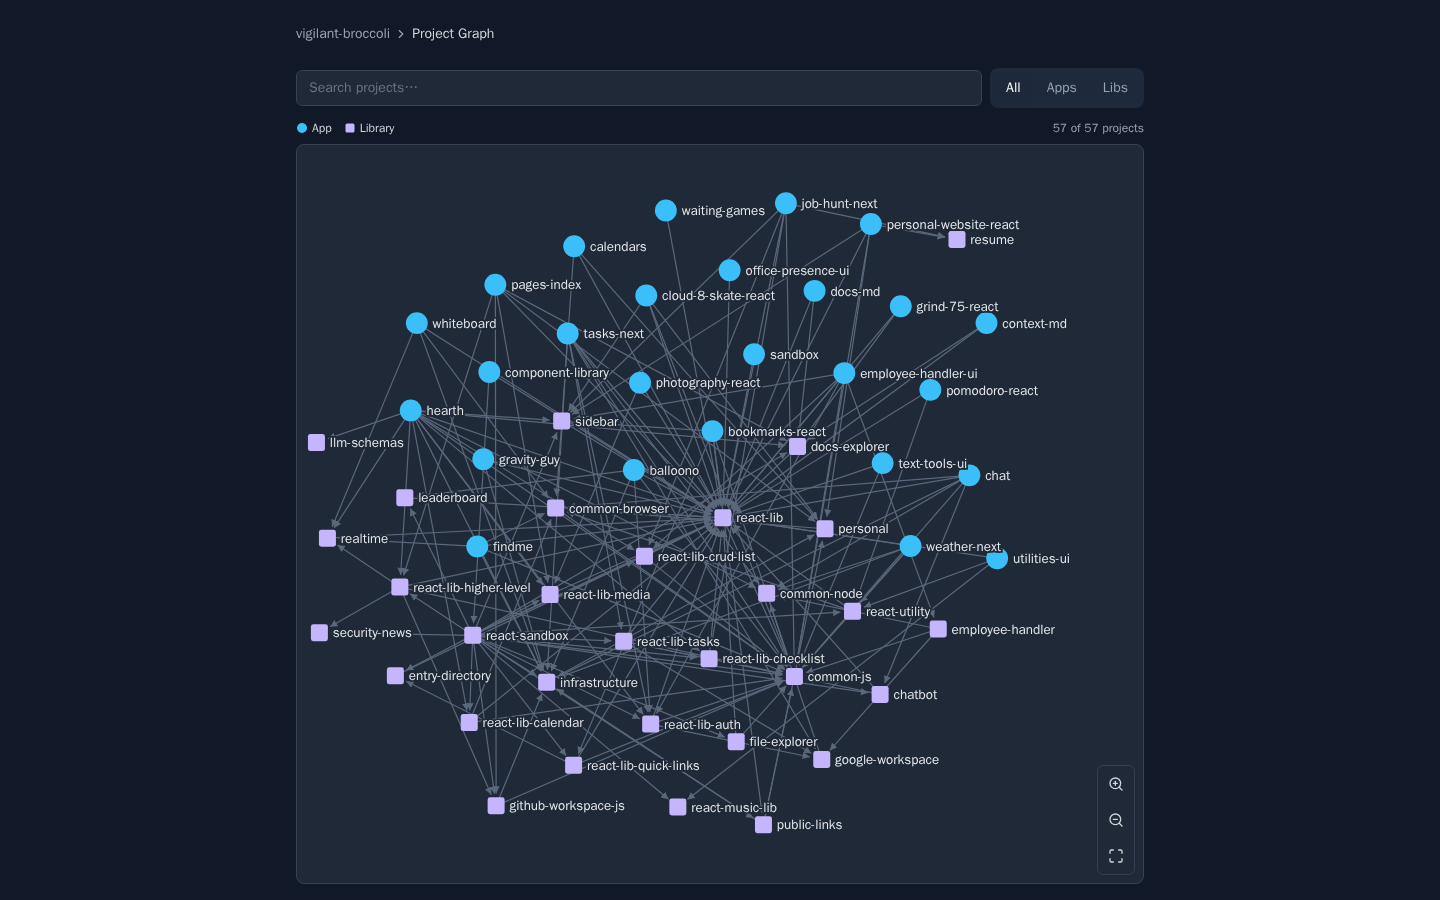 vigilant-broccoli > Project Graph
Search projects···
All Apps Libs
App Library
57 of 57 projects
job-hunt-next
waiting-games
personal-website-react
resume
calendars
office-presence-ui
pages-index
docs-md
cloud-8-skate-react
grind-75-react
whiteboard
context-md
tasks-next
sandbox
component-library
employee-handler-ui
photography-react
pomodoro-react
hearth
sidebar
bookmarks-react
llm-schemas
docs-explorer
gravity-guy
text-tools-ui
balloono
chat
leaderboard
common-browser
react-lib
personal
realtime
findme
weather-next
react-lib-crud-list
utilities-ui
react-lib-higher-level
react-lib-media
common-node
react-utility
employee-handler
security-news
react-sandbox
react-lib-tasks
react-lib-checklist
entry-directory
common-js
infrastructure
chatbot
react-lib-calendar
react-lib-auth
file-explorer
google-workspace
react-lib-quick-links
github-workspace-js
react-music-lib
public-links